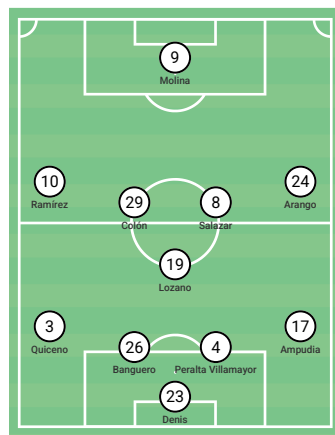 9
Molina
10
24
Ramírez
29
8
Arango
Colón
Salazar
19
Lozano
3
17
Quiceno
26
4
Ampudia
Banguero
Peralta Villamayor
23
Denis